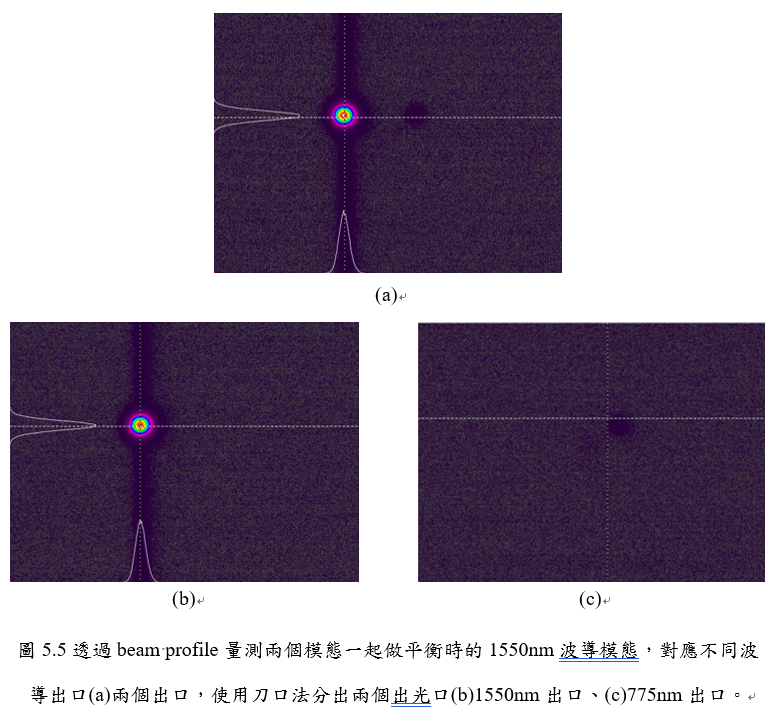 (a)
(b)
(c)
圖 5.5 透過 beam profile 量測兩個模態一起做平衡時的 1550nm 波導模態，對應不同波
導出口(a)兩個出口，使用刀口法分出兩個出光口(b)1550nm 出口、(c)775nm 出口。